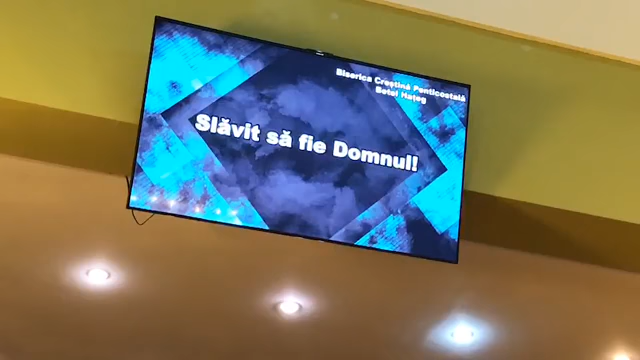 Biserica Creștină Penticostală
Betel Hațeg
Slăvit să fie Domnul!